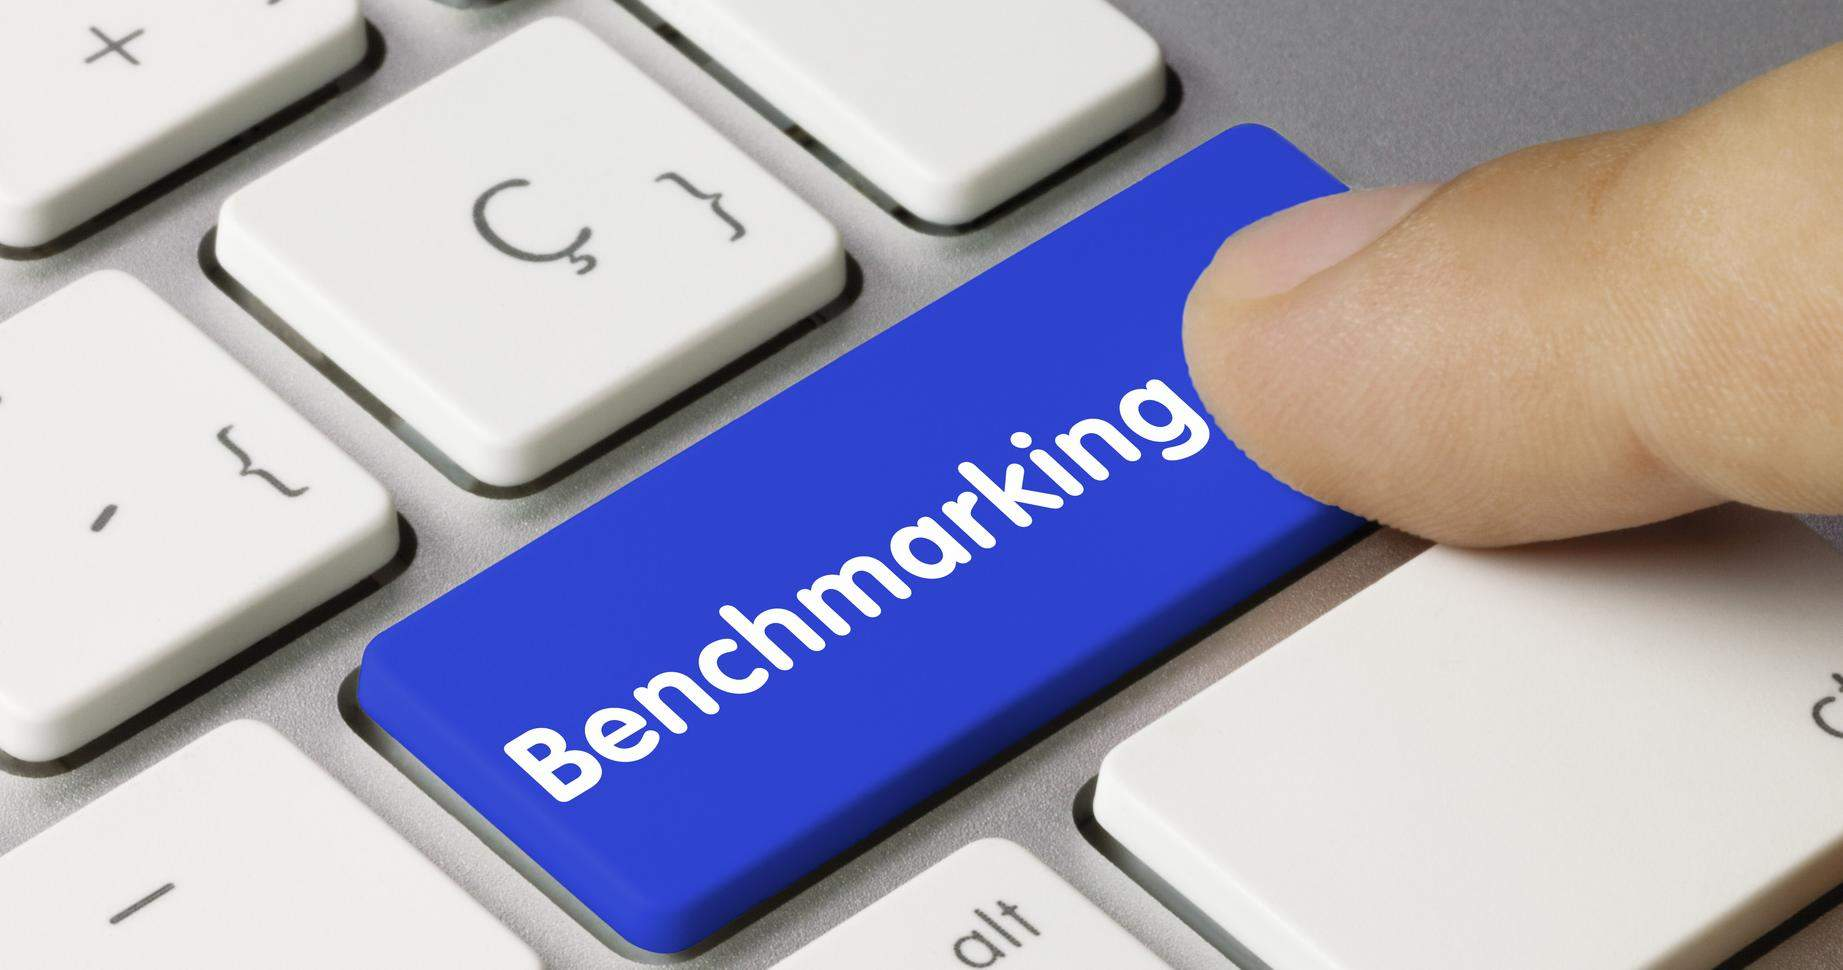 +
Ç }
´ {
Benchmarking
-
alt